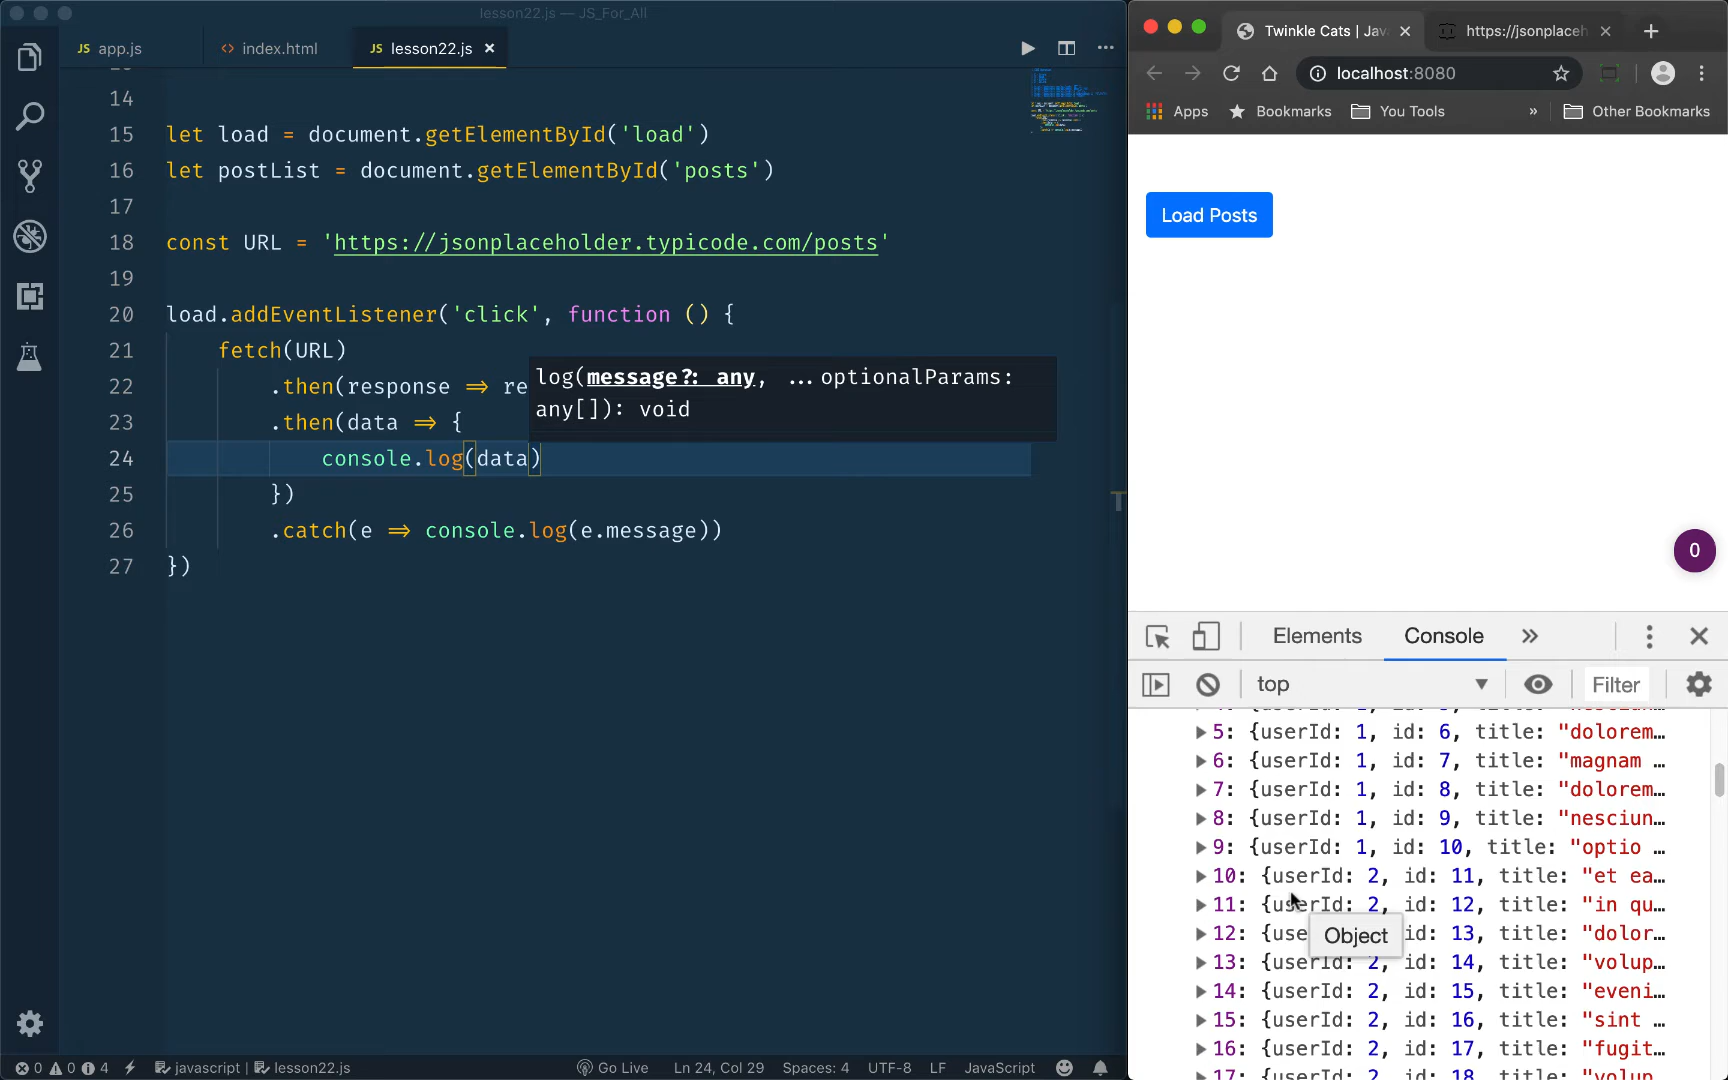 lesson22.js — JS_For_All
JS app.js
<> index.html
JS lesson22.js ×
14
15 let load = document.getElementById('load')
16 let postList = document.getElementById('posts')
17
18 const URL = 'https://jsonplaceholder.typicode.com/posts'
19
20 load.addEventListener('click', function () {
21 fetch(URL)
22 .then(response ⇒ re
23 .then(data ⇒ {
24 console.log(data)
25 })
26 .catch(e ⇒ console.log(e.message))
27 })
log(message?: any, ...optionalParams:
any[]): void
0 0 4 javascript | lesson22.js
Go Live Ln 24, Col 29 Spaces: 4 UTF-8 LF JavaScript
Twinkle Cats | Jav
https://jsonplaceh
localhost:8080
Apps Bookmarks You Tools » Other Bookmarks
Load Posts
0
Elements Console »
top Filter
5: {userId: 1, id: 6, title: "dolorem…
6: {userId: 1, id: 7, title: "magnam …
7: {userId: 1, id: 8, title: "dolorem…
8: {userId: 1, id: 9, title: "nesciun…
9: {userId: 1, id: 10, title: "optio …
10: {userId: 2, id: 11, title: "et ea…
11: {userId: 2, id: 12, title: "in qu…
12: {use id: 13, title: "dolor…
Object
13: {userId: 2, id: 14, title: "volup…
14: {userId: 2, id: 15, title: "eveni…
15: {userId: 2, id: 16, title: "sint …
16: {userId: 2, id: 17, title: "fugit…
17: {userId: 2, id: 18, title: "volup…